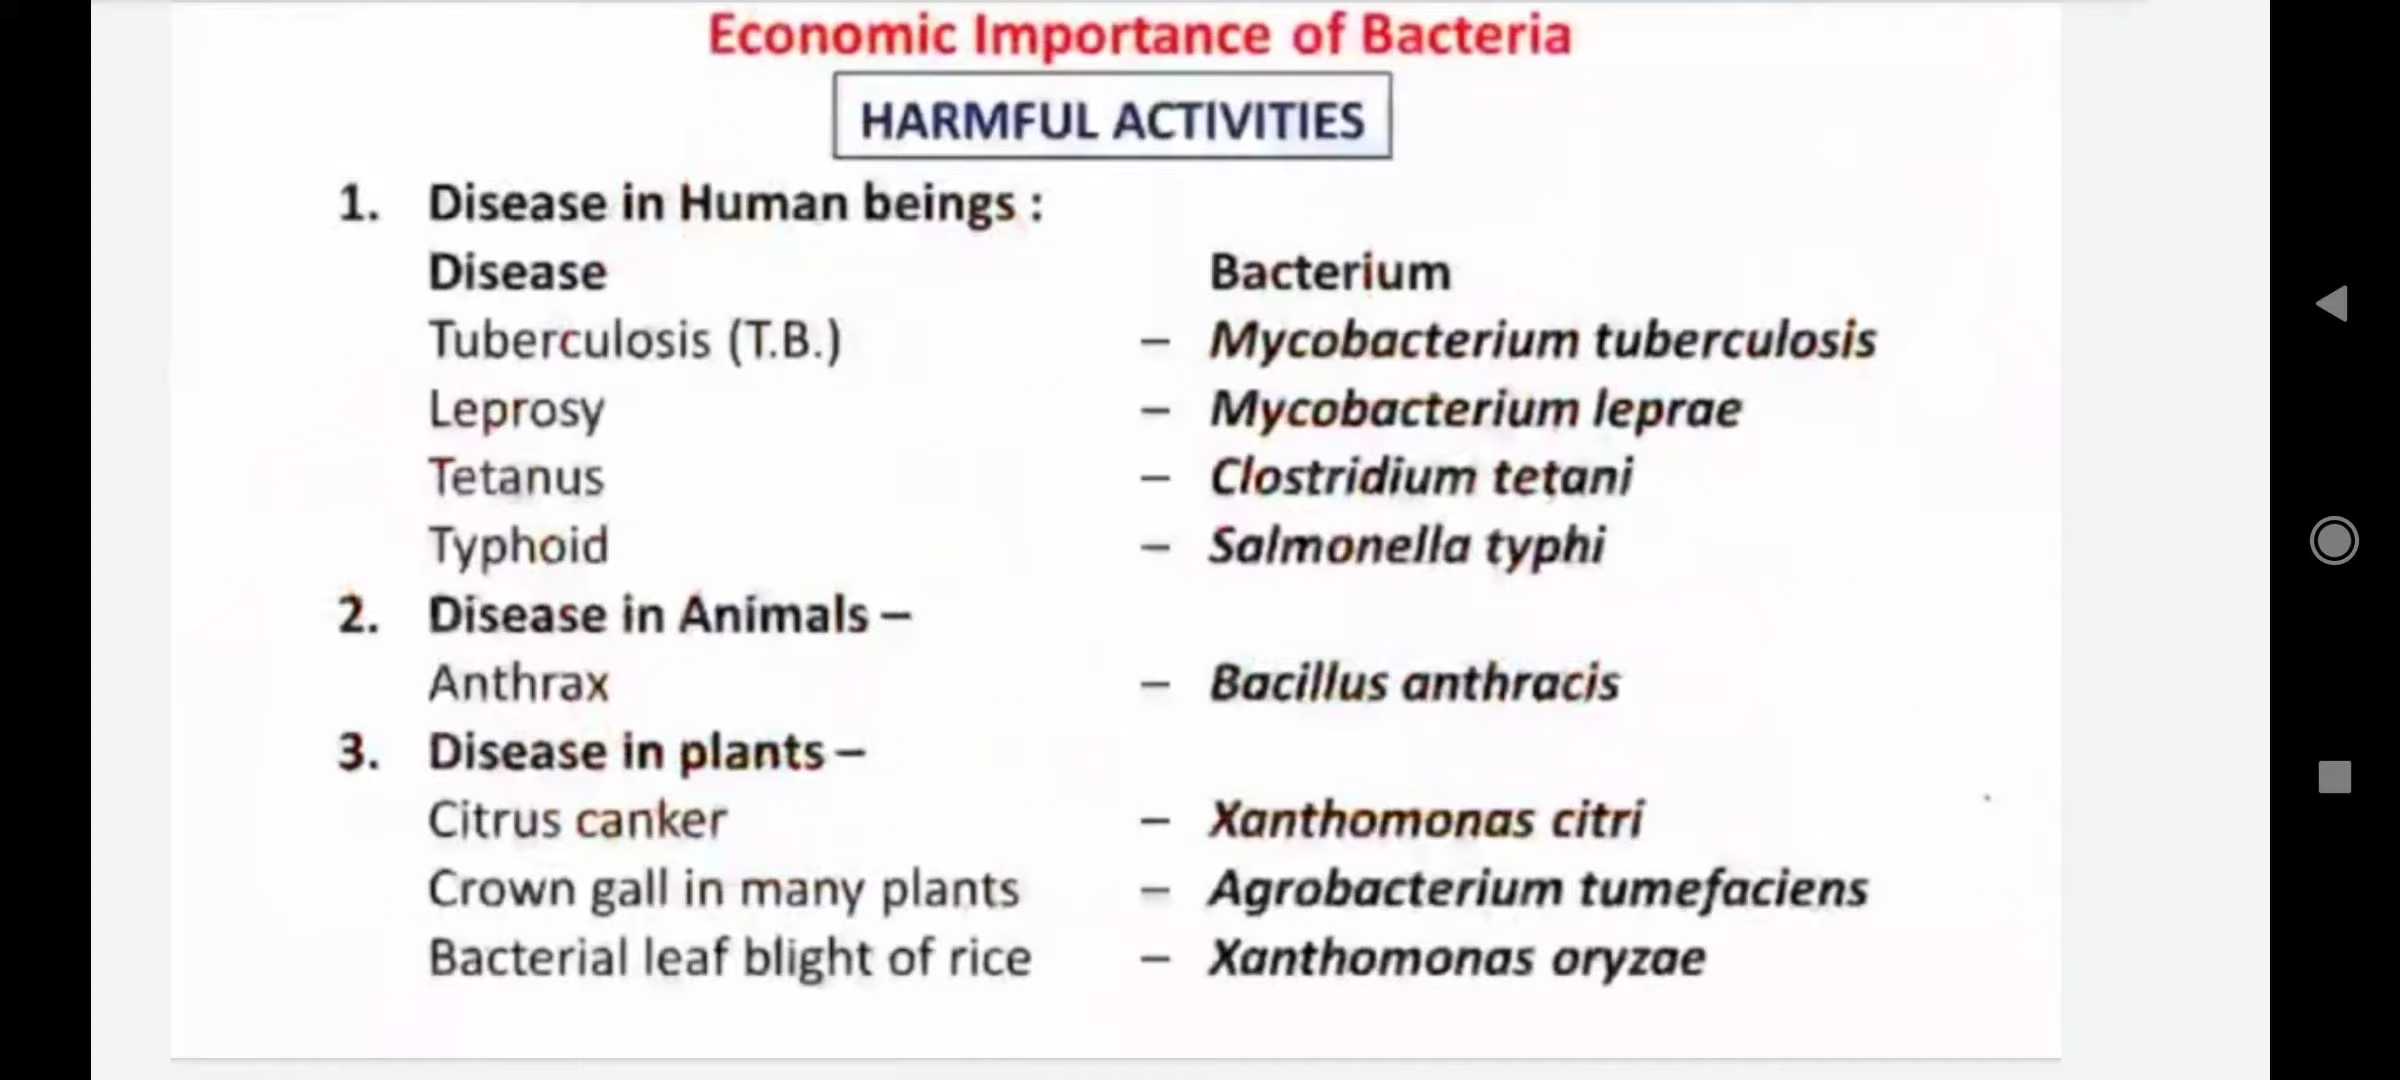 Economic Importance of Bacteria
HARMFUL ACTIVITIES
1. Disease in Human beings :
Disease Bacterium
Tuberculosis (T.B.) – Mycobacterium tuberculosis
Leprosy – Mycobacterium leprae
Tetanus – Clostridium tetani
Typhoid – Salmonella typhi
2. Disease in Animals –
Anthrax – Bacillus anthracis
3. Disease in plants –
Citrus canker – Xanthomonas citri
Crown gall in many plants – Agrobacterium tumefaciens
Bacterial leaf blight of rice – Xanthomonas oryzae